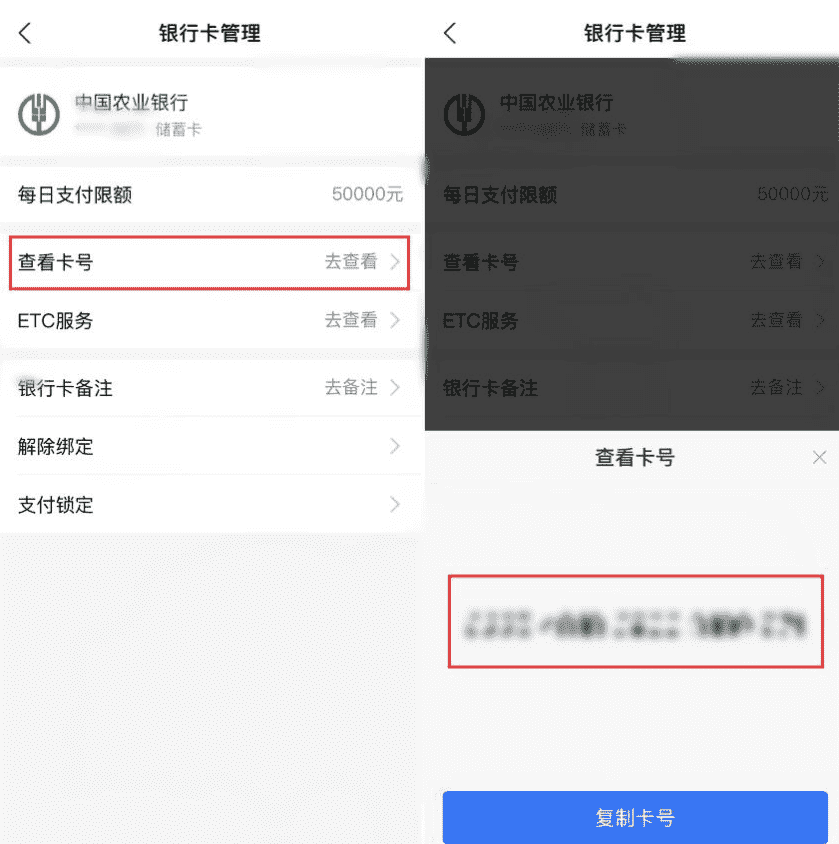 银行卡管理
中国农业银行
储蓄卡
每日支付限额 50000元
查看卡号 去查看
ETC服务 去查看
银行卡备注 去备注
解除绑定
支付锁定
银行卡管理
中国农业银行
储蓄卡
每日支付限额 50000元
查看卡号 去查看
ETC服务 去查看
银行卡备注 去备注
查看卡号
复制卡号